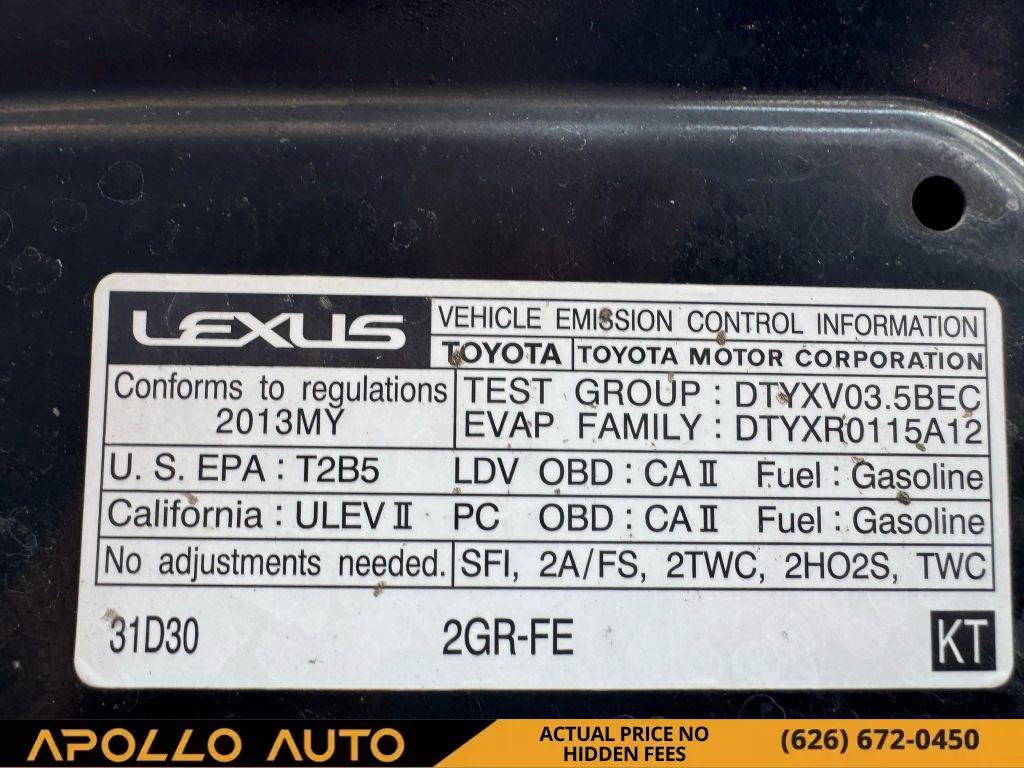 LEXUS
VEHICLE EMISSION CONTROL INFORMATION
TOYOTA TOYOTA MOTOR CORPORATION
Conforms to regulations
2013MY
TEST GROUP : DTYXV03.5BEC
EVAP FAMILY : DTYXR0115A12
U. S. EPA : T2B5 LDV OBD : CA II Fuel : Gasoline
California : ULEV II PC OBD : CA II Fuel : Gasoline
No adjustments needed. SFI, 2A/FS, 2TWC, 2HO2S, TWC
31D30 2GR-FE KT
APOLLO AUTO
ACTUAL PRICE NO
HIDDEN FEES
(626) 672-0450